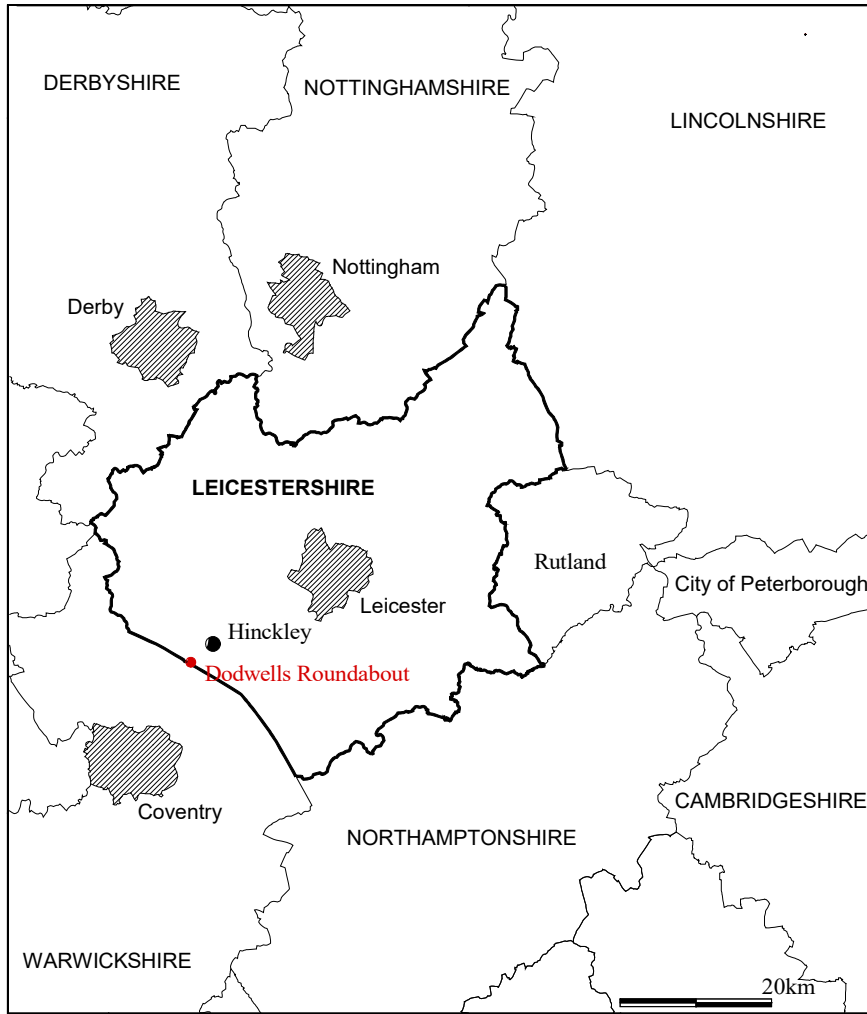 DERBYSHIRE
NOTTINGHAMSHIRE
LINCOLNSHIRE
Nottingham
Derby
LEICESTERSHIRE
Rutland
City of Peterborough
Leicester
Hinckley
Dodwells Roundabout
Coventry
CAMBRIDGESHIRE
NORTHAMPTONSHIRE
WARWICKSHIRE
20km